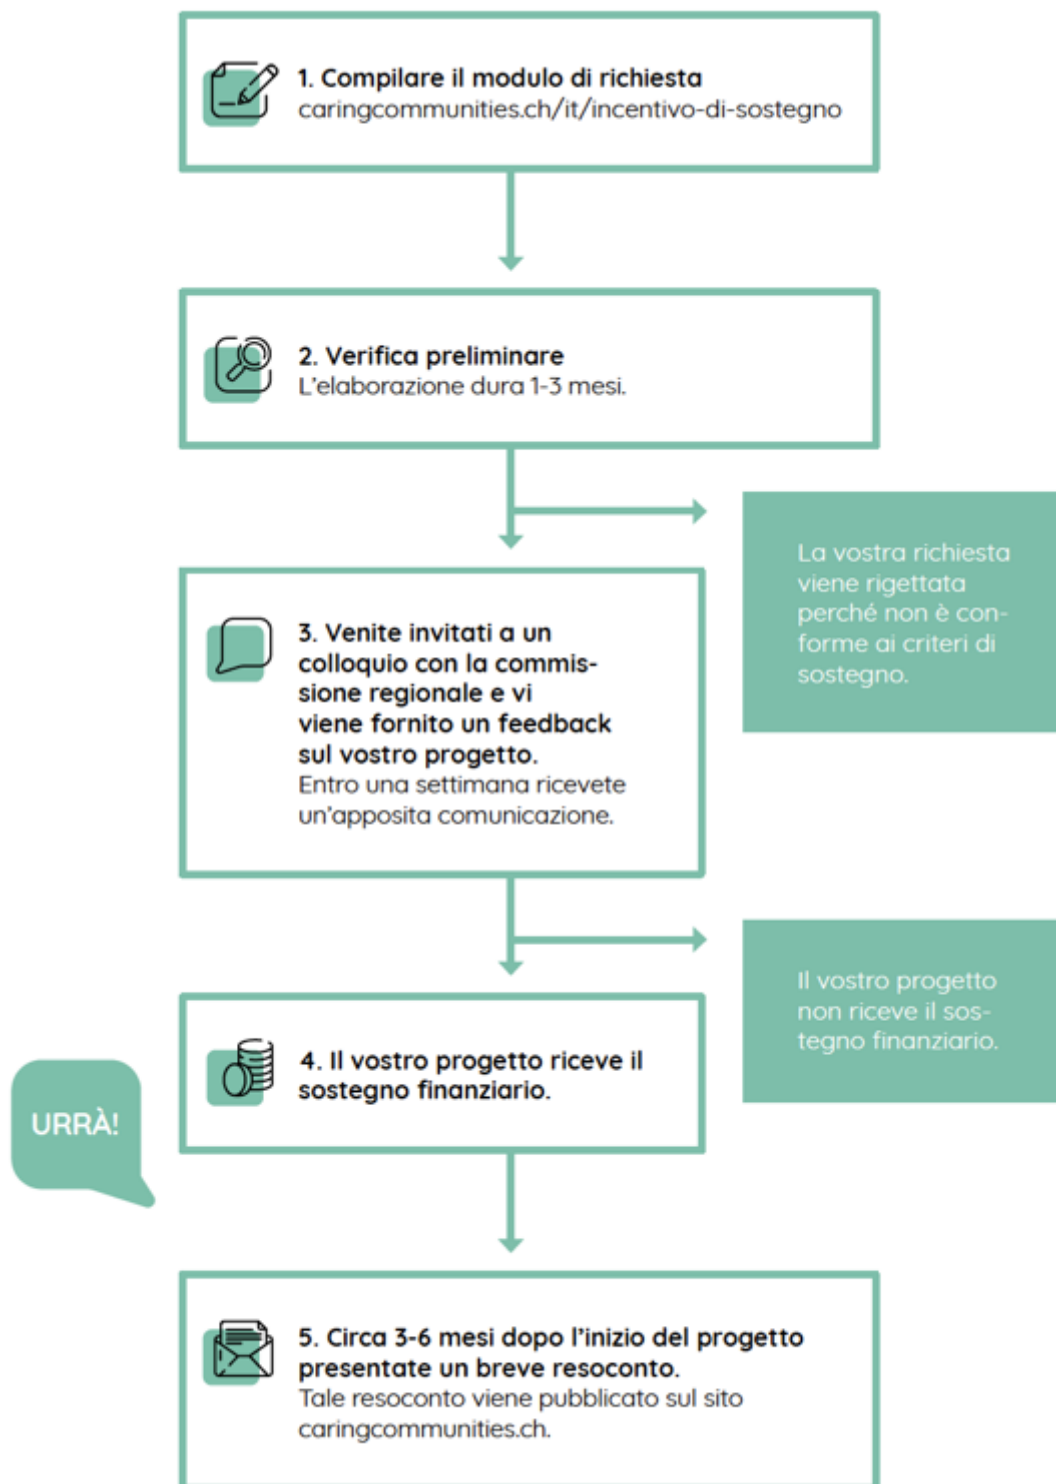 1. Compilare il modulo di richiesta
caringcommunities.ch/it/incentivo-di-sostegno
2. Verifica preliminare
L'elaborazione dura 1-3 mesi.
La vostra richiesta
viene rigettata
perché non è con-
forme ai criteri di
sostegno.
3. Venite invitati a un
colloquio con la commis-
sione regionale e vi
viene fornito un feedback
sul vostro progetto.
Entro una settimana ricevete
un'apposita comunicazione.
Il vostro progetto
non riceve il sos-
tegno finanziario.
4. Il vostro progetto riceve il
sostegno finanziario.
URRÀ!
5. Circa 3-6 mesi dopo l'inizio del progetto
presentate un breve resoconto.
Tale resoconto viene pubblicato sul sito
caringcommunities.ch.